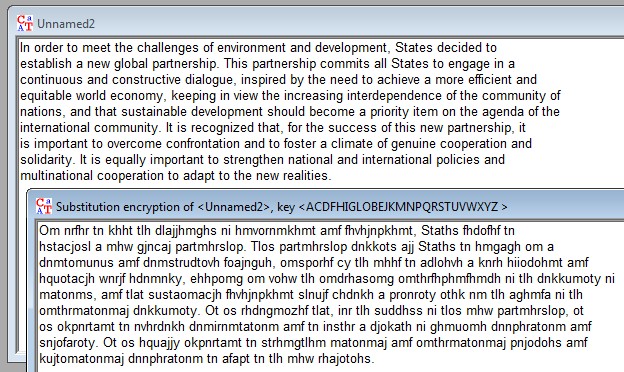 Unnamed2
In order to meet the challenges of environment and development, States decided to
establish a new global partnership. This partnership commits all States to engage in a
continuous and constructive dialogue, inspired by the need to achieve a more efficient and
equitable world economy, keeping in view the increasing interdependence of the community of
nations, and that sustainable development should become a priority item on the agenda of the
international community. It is recognized that, for the success of this new partnership, it
is important to overcome confrontation and to foster a climate of genuine cooperation and
solidarity. It is equally important to strengthen national and international policies and
multinational cooperation to adapt to the new realities.
Substitution encryption of <Unnamed2>, key <ACDFHIGLOBEJKMNPQRSTUVWXYZ >
Om nrfhr tn khht tlh dlajjhmghs ni hmvornmkhmt amf fhvhjnpkhmt, Staths fhdofhf tn
hstacjosl a mhw gjncaj partmhrslop. Tlos partmhrslop dnkkots ajj Staths tn hmgagh om a
dnmtomunus amf dnmstrudtovh foajnguh, omsporhf cy tlh mhhf tn adlohvh a knrh hiiodohmt amf
hquotacjh wnrjf hdnmnky, ehhpomg om vohw tlh omdrhasomg omthrfhphmfhmdh ni tlh dnkkumoty ni
matonms, amf tlat sustaomacjh fhvhjnpkhmt slnujf chdnkh a pronroty othk nm tlh aghmfa ni tlh
omthrmatonmaj dnkkumoty. Ot os rhdngmozhf tlat, inr tlh suddhss ni tlos mhw partmhrslop, ot
os okpnrtamt tn nvhrdnkh dnmirnmtatonm amf tn insthr a djokath ni ghmuomh dnnphratonm amf
snjofaroty. Ot os hquajjy okpnrtamt tn strhmgtlhm matonmaj amf omthrmatonmaj pnjodohs amf
kujtomatonmaj dnnphratonm tn afapt tn tlh mhw rhajotohs.